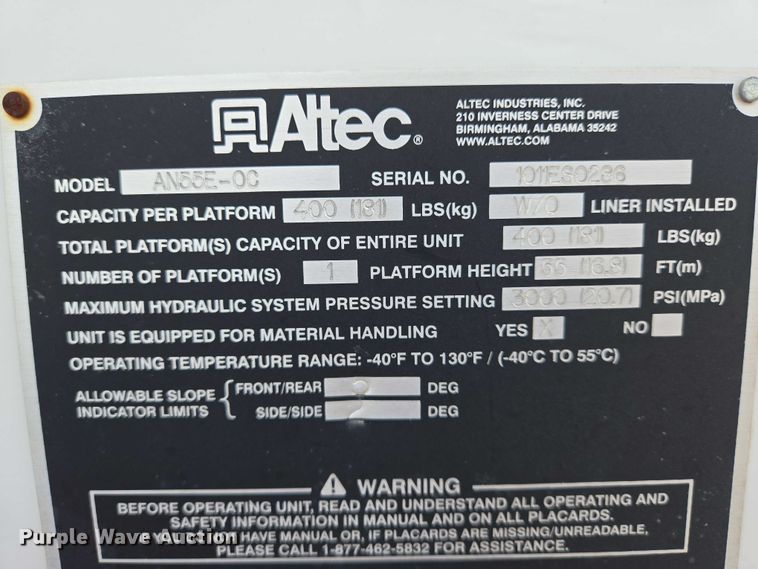 Altec®
ALTEC INDUSTRIES, INC.
210 INVERNESS CENTER DRIVE
BIRMINGHAM, ALABAMA 35242
WWW.ALTEC.COM
MODEL AN55E-OC SERIAL NO.
CAPACITY PER PLATFORM 400 (181) LBS(kg) W/O LINER INSTALLED
TOTAL PLATFORM(S) CAPACITY OF ENTIRE UNIT 400 (181) LBS(kg)
NUMBER OF PLATFORM(S) 1 PLATFORM HEIGHT 55 (16.8) FT(m)
MAXIMUM HYDRAULIC SYSTEM PRESSURE SETTING 3000 (20.7) PSI(MPa)
UNIT IS EQUIPPED FOR MATERIAL HANDLING YES X NO
OPERATING TEMPERATURE RANGE: -40°F TO 130°F / (-40°C TO 55°C)
ALLOWABLE SLOPE INDICATOR LIMITS { FRONT/REAR DEG
SIDE/SIDE DEG
⚠ WARNING
BEFORE OPERATING UNIT, READ AND UNDERSTAND ALL OPERATING AND
SAFETY INFORMATION IN MANUAL AND ON ALL PLACARDS.
HAVE MANUAL OR, IF PLACARDS ARE MISSING/UNREADABLE,
PLEASE CALL 1-877-462-5832 FOR ASSISTANCE.
Purple Wave Auction